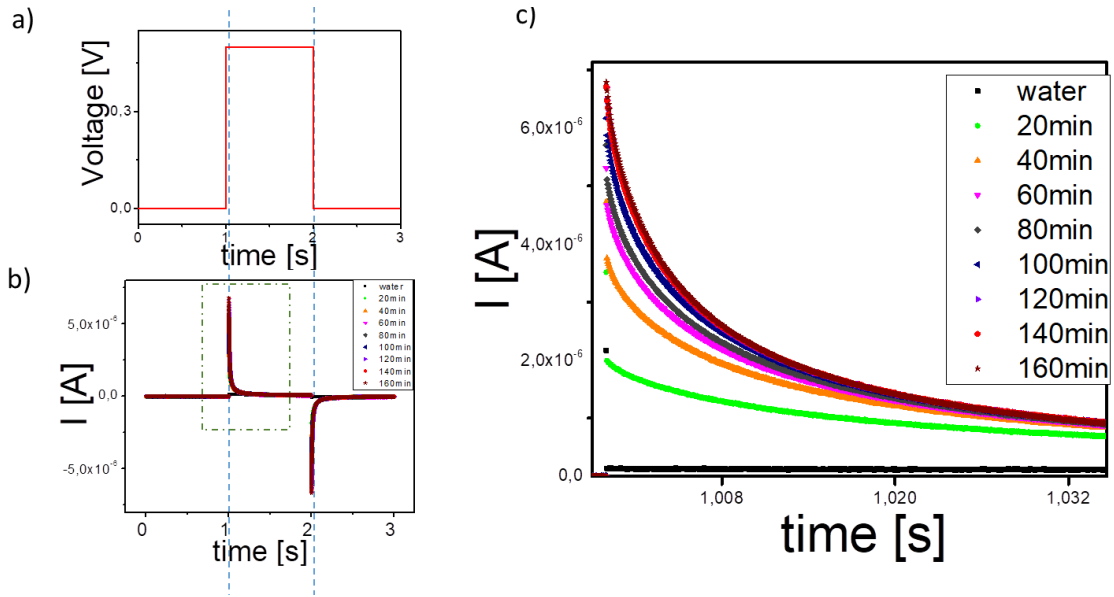 a)
Voltage [V]
0.3
0,0
0
1
2
3
time [s]
b)
I [A]
5,0x10⁻⁶
0.0
-5,0x10⁻⁶
water
20min
40min
60min
80min
100min
120min
140min
160min
0
1
2
3
time [s]
c)
I [A]
6,0x10⁻⁶
4,0x10⁻⁶
2,0x10⁻⁶
0,0
water
20min
40min
60min
80min
100min
120min
140min
160min
1,008
1,020
1,032
time [s]